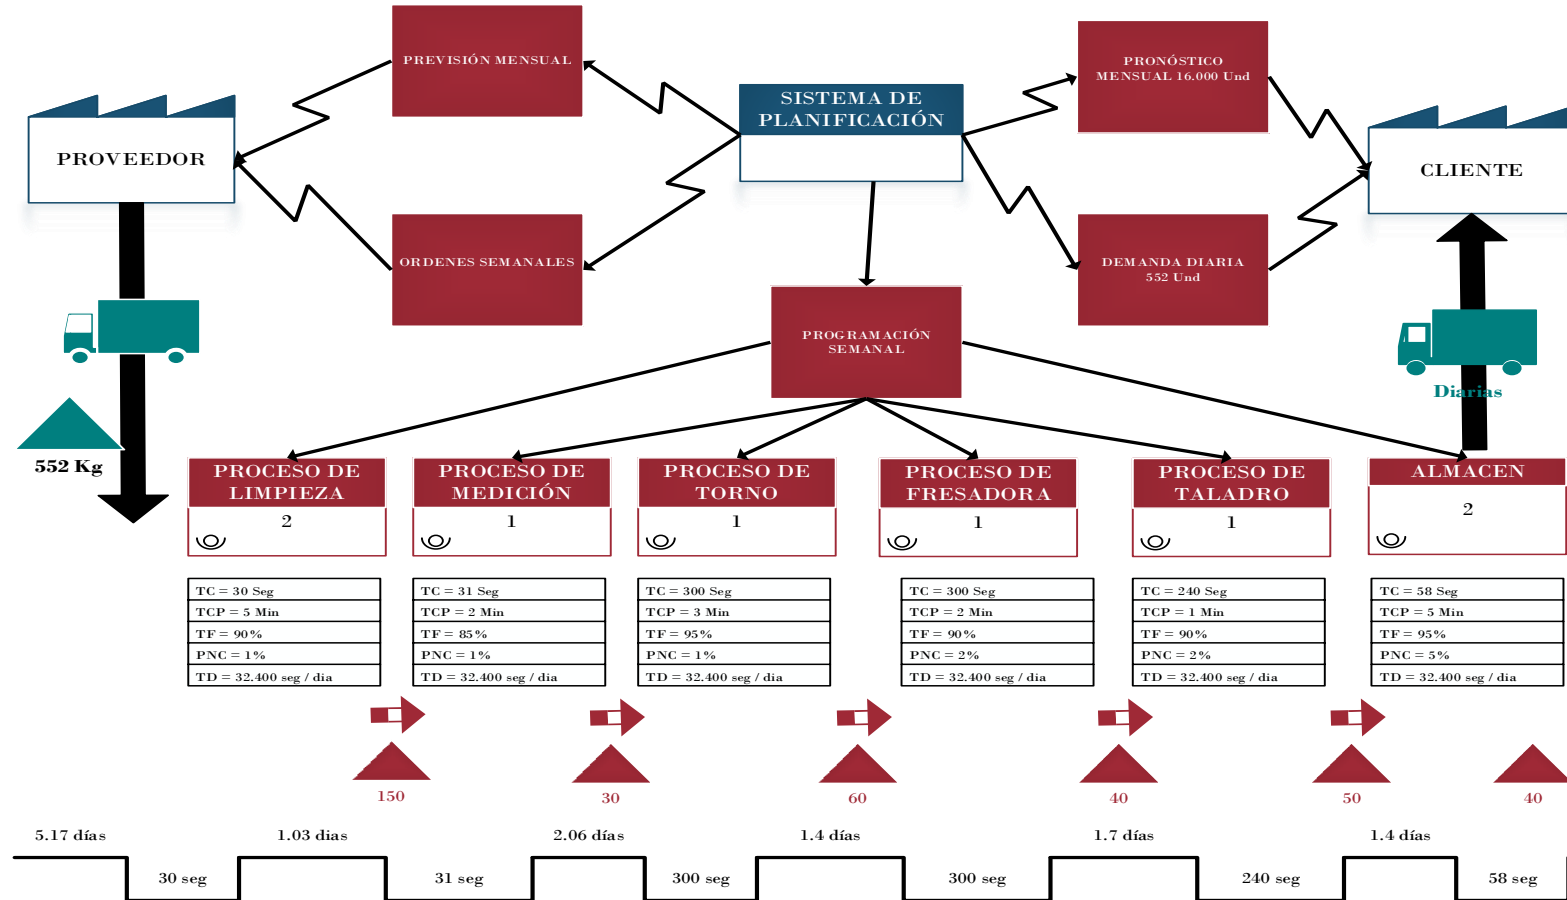 PREVISIÓN MENSUAL
PRONÓSTICO
MENSUAL 16.000 Und
SISTEMA DE
PLANIFICACIÓN
PROVEEDOR
CLIENTE
ORDENES SEMANALES
DEMANDA DIARIA
552 Und
PROGRAMACIÓN
SEMANAL
Diarias
552 Kg
PROCESO DE
LIMPIEZA
2
PROCESO DE
MEDICIÓN
1
PROCESO DE
TORNO
1
PROCESO DE
FRESADORA
1
PROCESO DE
TALADRO
1
ALMACEN
2
TC = 30 Seg
TCP = 5 Min
TF = 90%
PNC = 1%
TD = 32.400 seg / dia
TC = 31 Seg
TCP = 2 Min
TF = 85%
PNC = 1%
TD = 32.400 seg / dia
TC = 300 Seg
TCP = 3 Min
TF = 95%
PNC = 1%
TD = 32.400 seg / dia
TC = 300 Seg
TCP = 2 Min
TF = 90%
PNC = 2%
TD = 32.400 seg / dia
TC = 240 Seg
TCP = 1 Min
TF = 90%
PNC = 2%
TD = 32.400 seg / dia
TC = 58 Seg
TCP = 5 Min
TF = 95%
PNC = 5%
TD = 32.400 seg / dia
150
30
60
40
50
40
5.17 días
1.03 dias
2.06 días
1.4 días
1.7 días
1.4 días
30 seg
31 seg
300 seg
300 seg
240 seg
58 seg